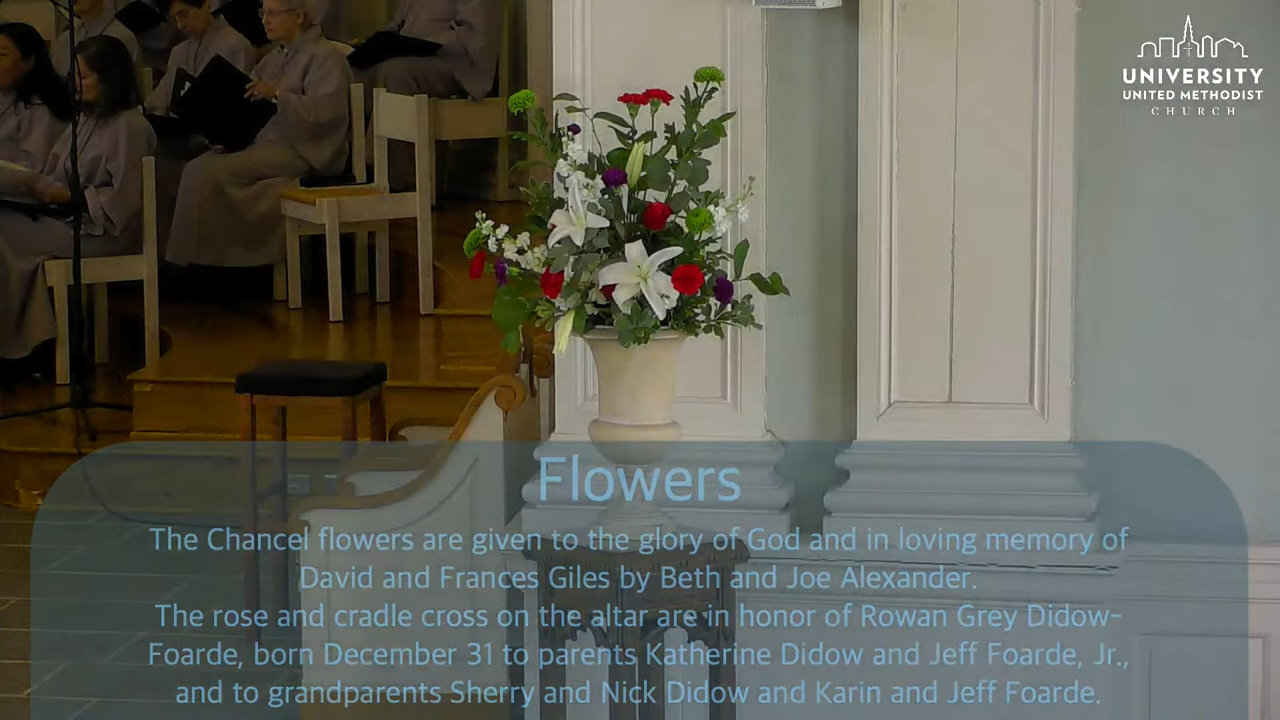 UNIVERSITY
UNITED METHODIST
CHURCH
Flowers
The Chancel flowers are given to the glory of God and in loving memory of
David and Frances Giles by Beth and Joe Alexander.
The rose and cradle cross on the altar are in honor of Rowan Grey Didow-
Foarde, born December 31 to parents Katherine Didow and Jeff Foarde, Jr.,
and to grandparents Sherry and Nick Didow and Karin and Jeff Foarde.